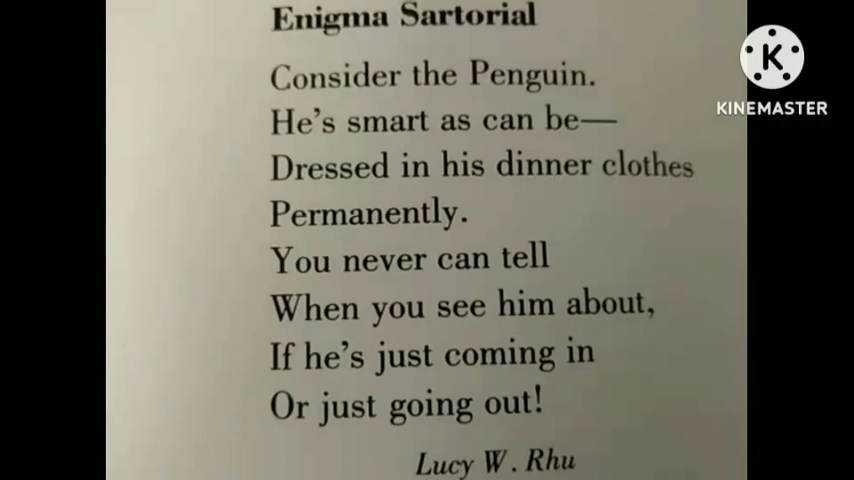 Enigma Sartorial
Consider the Penguin.
He's smart as can be—
Dressed in his dinner clothes
Permanently.
You never can tell
When you see him about,
If he's just coming in
Or just going out!
Lucy W. Rhu
K
KINEMASTER